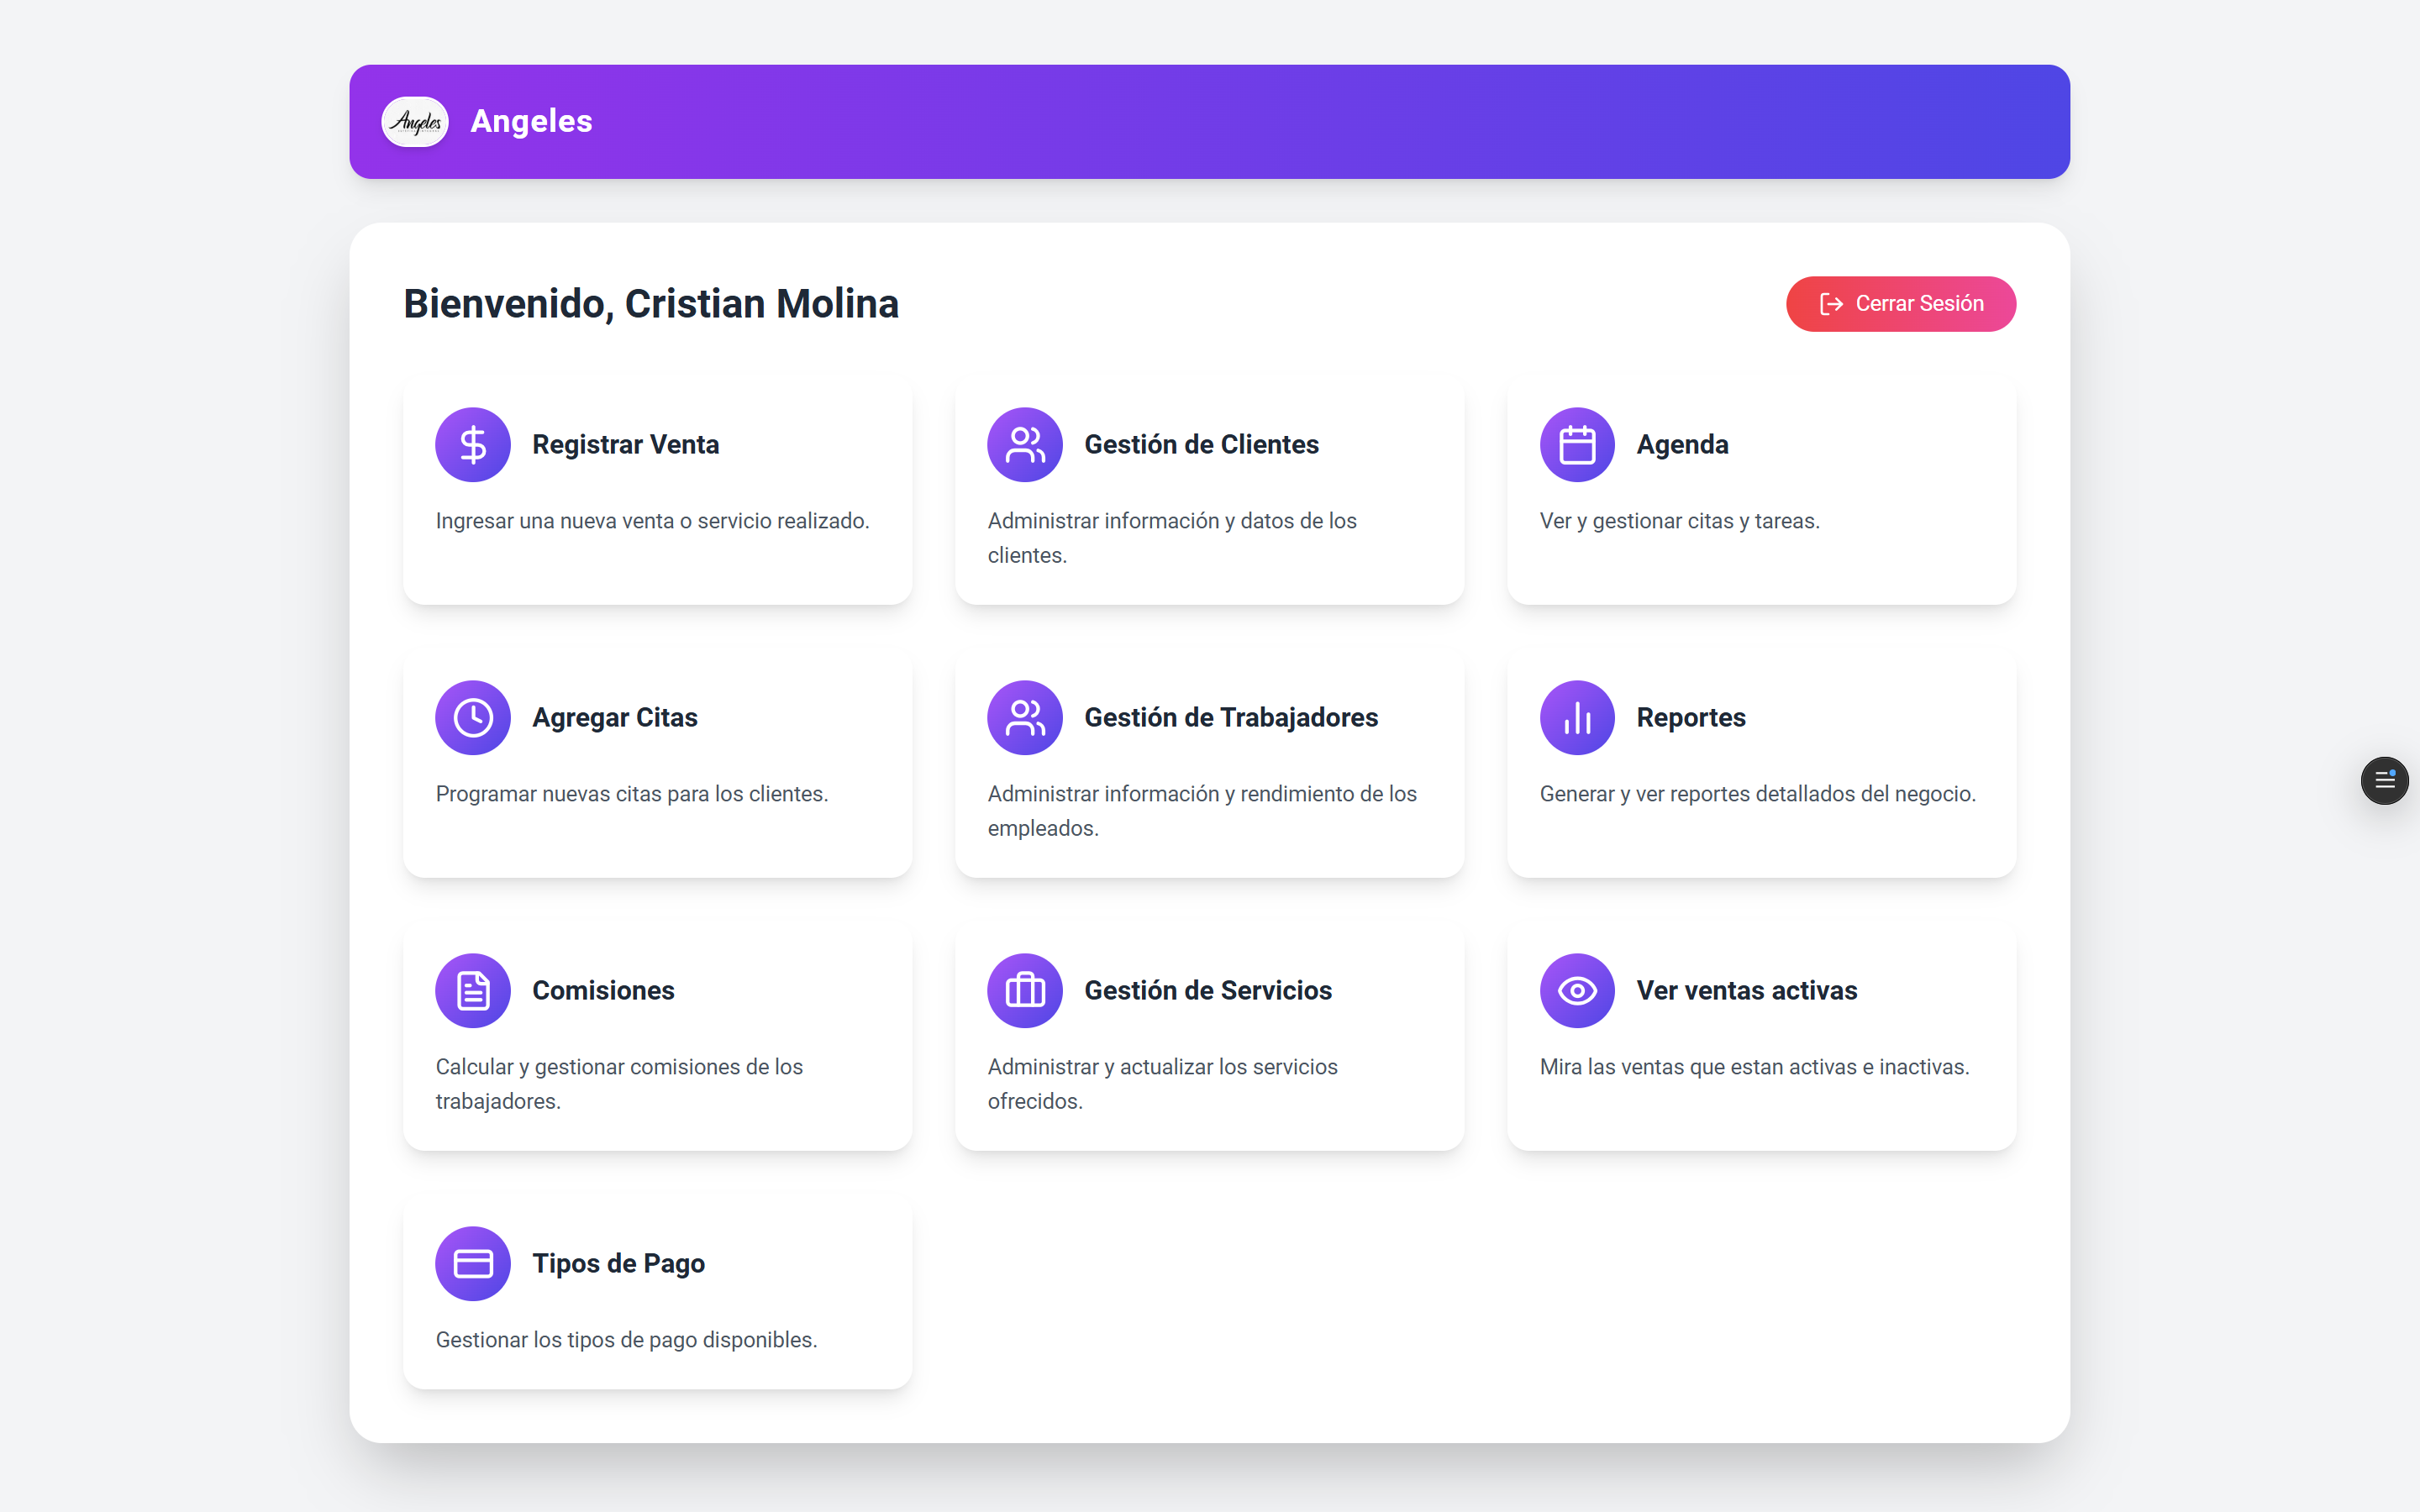 Angeles
Angeles
Bienvenido, Cristian Molina
Cerrar Sesión
Registrar Venta
Ingresar una nueva venta o servicio realizado.
Gestión de Clientes
Administrar información y datos de los
clientes.
Agenda
Ver y gestionar citas y tareas.
Agregar Citas
Programar nuevas citas para los clientes.
Gestión de Trabajadores
Administrar información y rendimiento de los
empleados.
Reportes
Generar y ver reportes detallados del negocio.
Comisiones
Calcular y gestionar comisiones de los
trabajadores.
Gestión de Servicios
Administrar y actualizar los servicios
ofrecidos.
Ver ventas activas
Mira las ventas que estan activas e inactivas.
Tipos de Pago
Gestionar los tipos de pago disponibles.